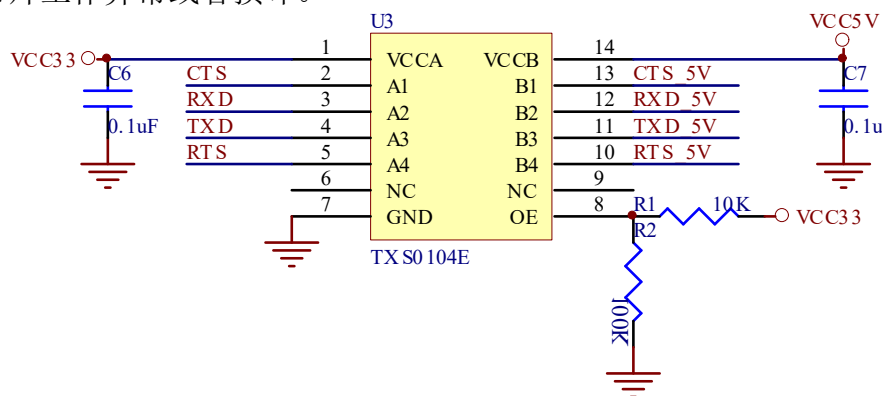 U3
VCC5V
VCC33
1
VCCA
VCCB
14
C6
C7
CTS
2
A1
B1
13
CTS_5V
RXD
3
A2
B2
12
RXD_5V
0.1uF
TXD
4
A3
B3
11
TXD_5V
0.1u
RTS
5
A4
B4
10
RTS_5V
6
NC
NC
9
7
GND
OE
8
R1
10K
VCC33
R2
TXS0104E
100K